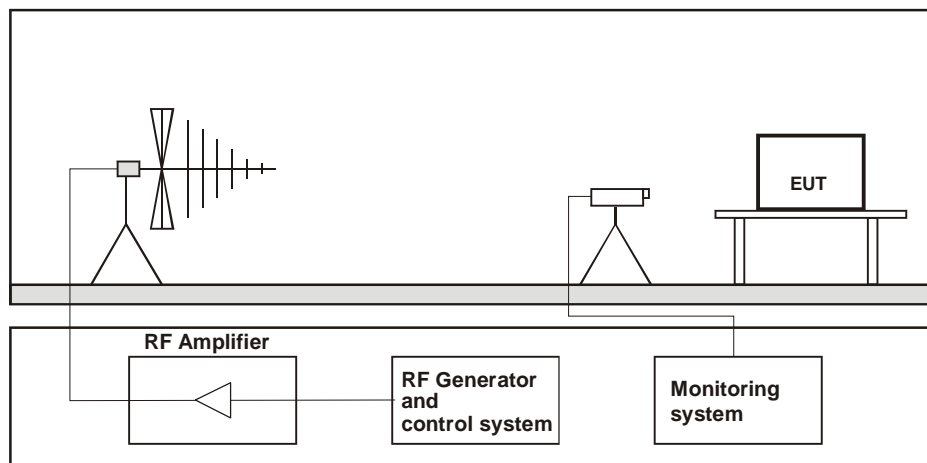 EUT
RF Amplifier
RF Generator
and
control system
Monitoring
system